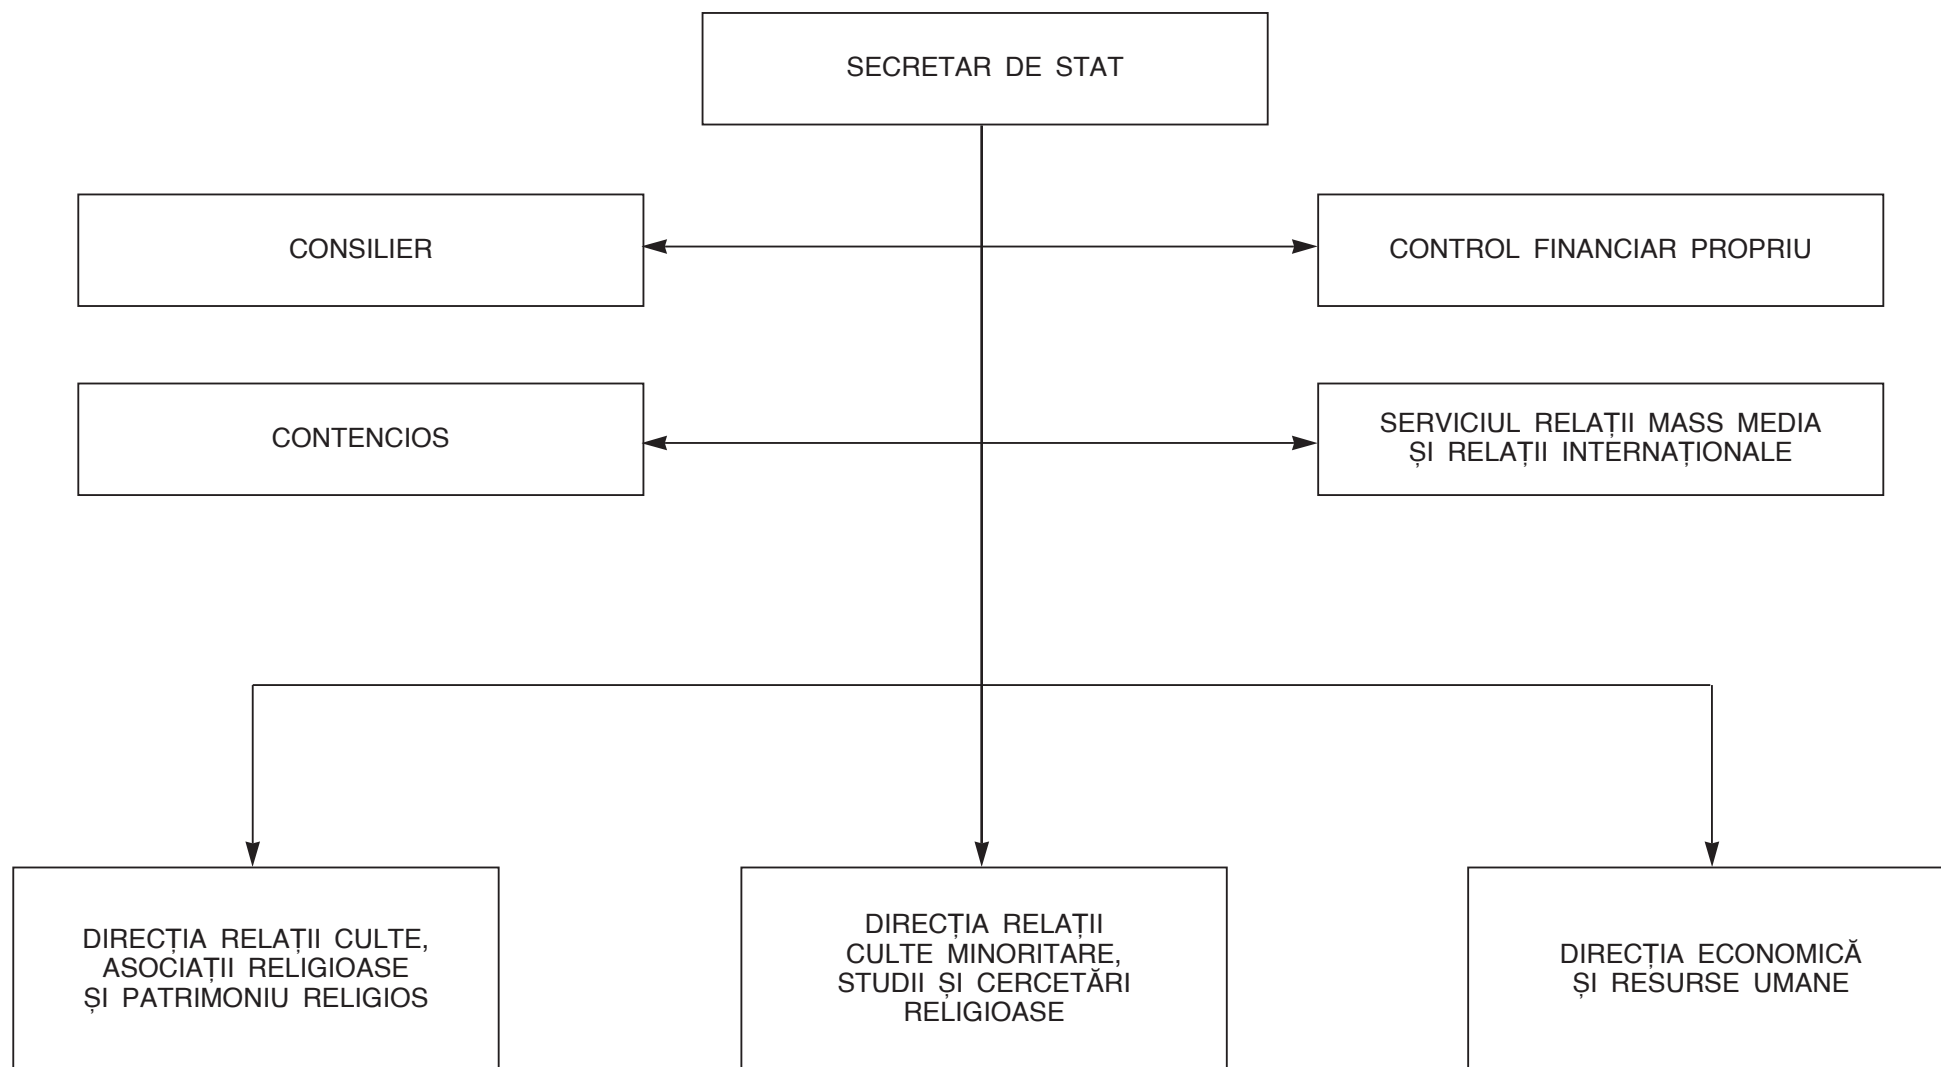 SECRETAR DE STAT
CONSILIER
CONTROL FINANCIAR PROPRIU
CONTENCIOS
SERVICIUL RELAȚII MASS MEDIA
ȘI RELAȚII INTERNAȚIONALE
DIRECȚIA RELAȚII CULTE,
ASOCIAȚII RELIGIOASE
ȘI PATRIMONIU RELIGIOS
DIRECȚIA RELAȚII
CULTE MINORITARE,
STUDII ȘI CERCETĂRI
RELIGIOASE
DIRECȚIA ECONOMICĂ
ȘI RESURSE UMANE